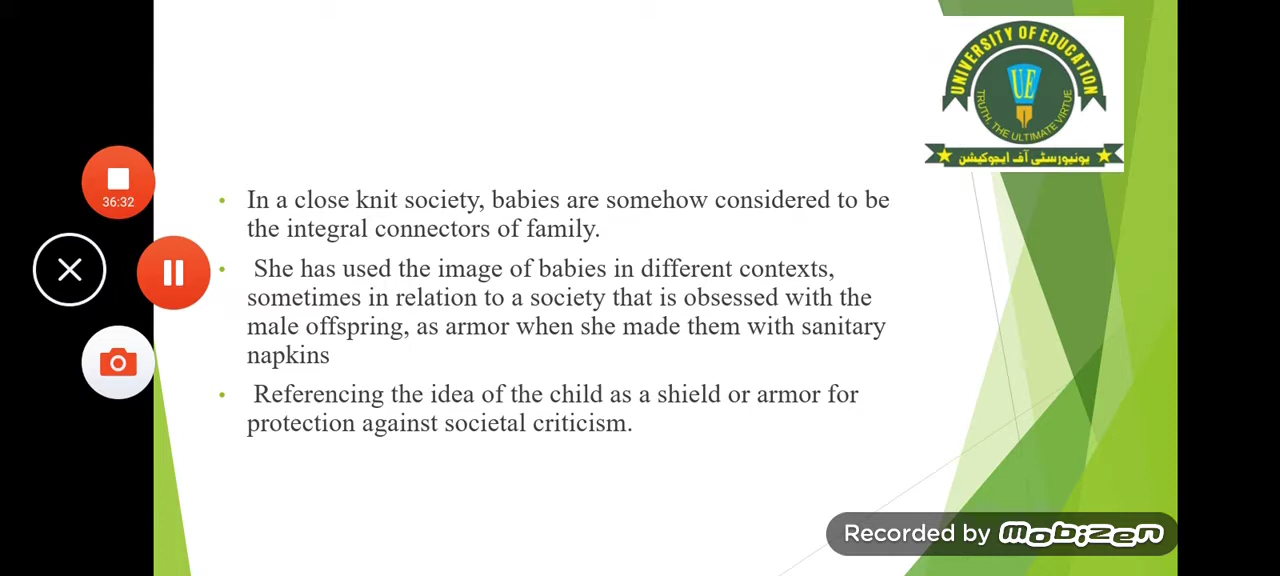 UNIVERSITY OF EDUCATION
UE
TRUTH, THE ULTIMATE VIRTUE
یونیورسٹی آف ایجوکیشن
36:32
• In a close knit society, babies are somehow considered to be
the integral connectors of family.
• She has used the image of babies in different contexts,
sometimes in relation to a society that is obsessed with the
male offspring, as armor when she made them with sanitary
napkins
• Referencing the idea of the child as a shield or armor for
protection against societal criticism.
Recorded by Mobizen